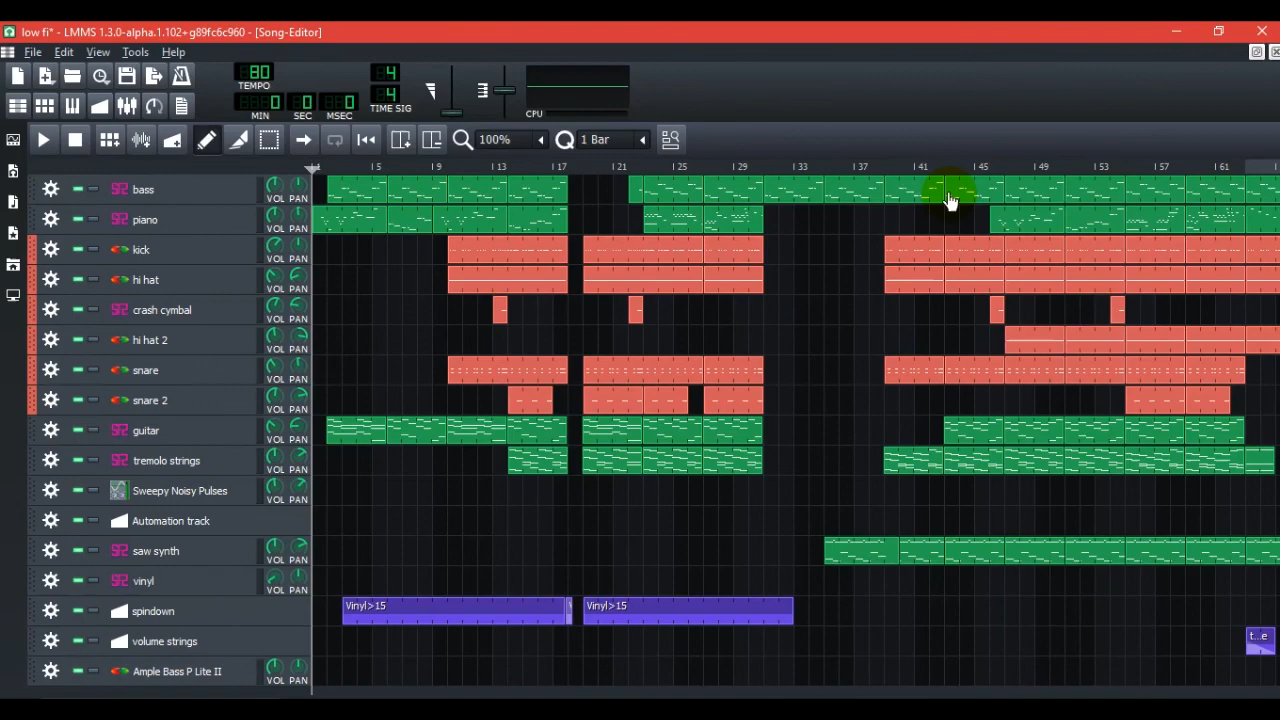 low fi* - LMMS 1.3.0-alpha.1.102+g89fc6c960 - [Song-Editor]
File Edit View Tools Help
80
TEMPO
4
4
TIME SIG
0 0 0
MIN SEC MSEC
CPU
100% 1 Bar
1 5 9 13 17 21 25 29 33 37 41 45 49 53 57 61
bass VOL PAN
piano VOL PAN
kick VOL PAN
hi hat VOL PAN
crash cymbal VOL PAN
hi hat 2 VOL PAN
snare VOL PAN
snare 2 VOL PAN
guitar VOL PAN
tremolo strings VOL PAN
Sweepy Noisy Pulses VOL PAN
Automation track
saw synth VOL PAN
vinyl VOL PAN
spindown Vinyl>15 Vinyl>15
volume strings t...e
Ample Bass P Lite II VOL PAN